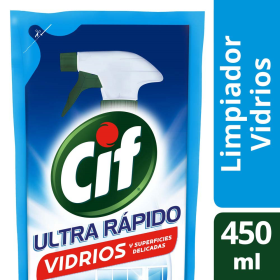 Cif
ULTRA RÁPIDO
VIDRIOS Y SUPERFICIES
DELICADAS
Limpiador
Vidrios
450
ml